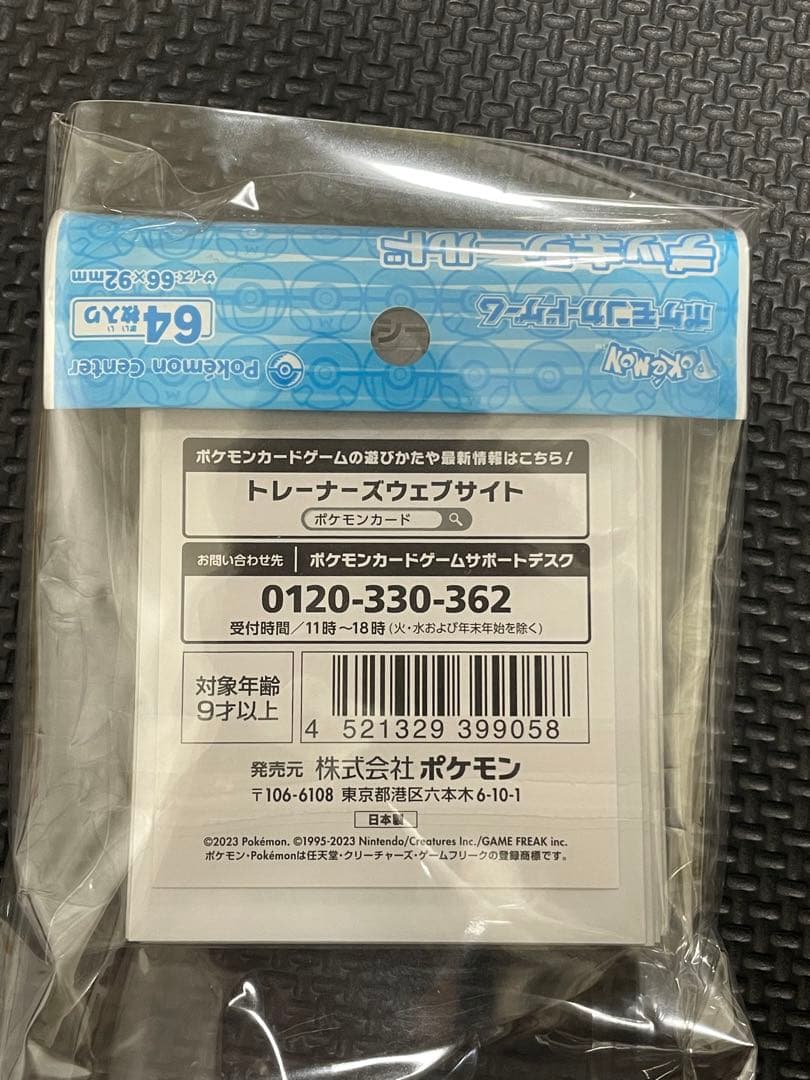 デッキシールド
サイズ:66×92mm
ポケモンカードゲーム
64枚入り
まいい
POKéMON
Pokémon Center
ポケモンカードゲームの遊びかたや最新情報はこちら!
トレーナーズウェブサイト
ポケモンカード
お問い合わせ先 ポケモンカードゲームサポートデスク
0120-330-362
受付時間/11時~18時(火・水および年末年始を除く)
対象年齢
9才以上
4 521329 399058
発売元 株式会社ポケモン
〒106-6108 東京都港区六本木6-10-1
日本製
©2023 Pokémon. ©1995-2023 Nintendo/Creatures Inc./GAME FREAK inc.
ポケモン・Pokémonは任天堂・クリーチャーズ・ゲームフリークの登録商標です。